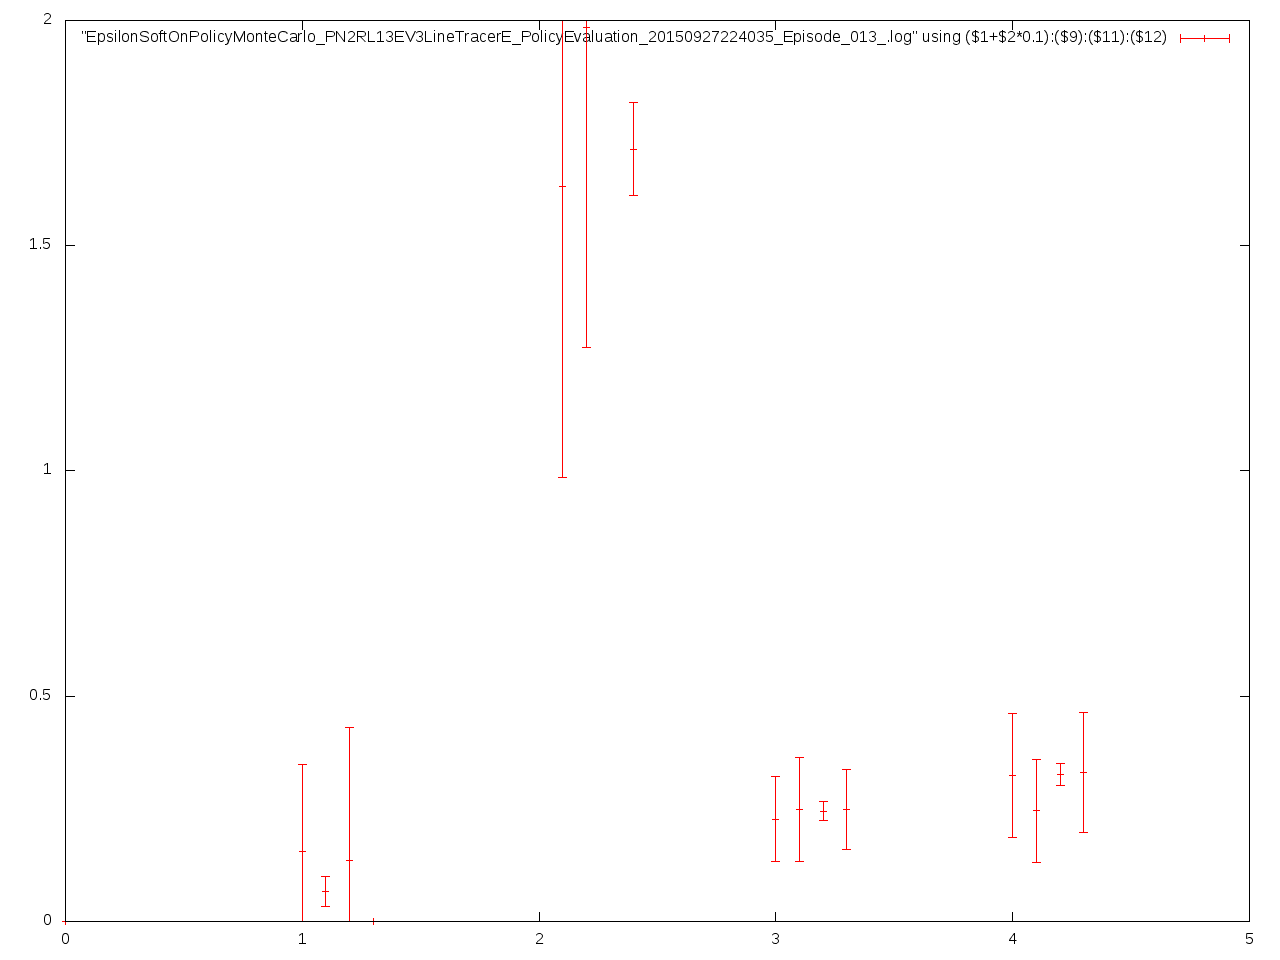 2
"EpsilonSoftOnPolicyMonteCarlo_PN2RL13EV3LineTracerE_PolicyEvaluation_20150927224035_Episode_013_.log" using ($1+$2*0.1):($9):($11):($12)
1.5
1
0.5
0
0 1 2 3 4 5